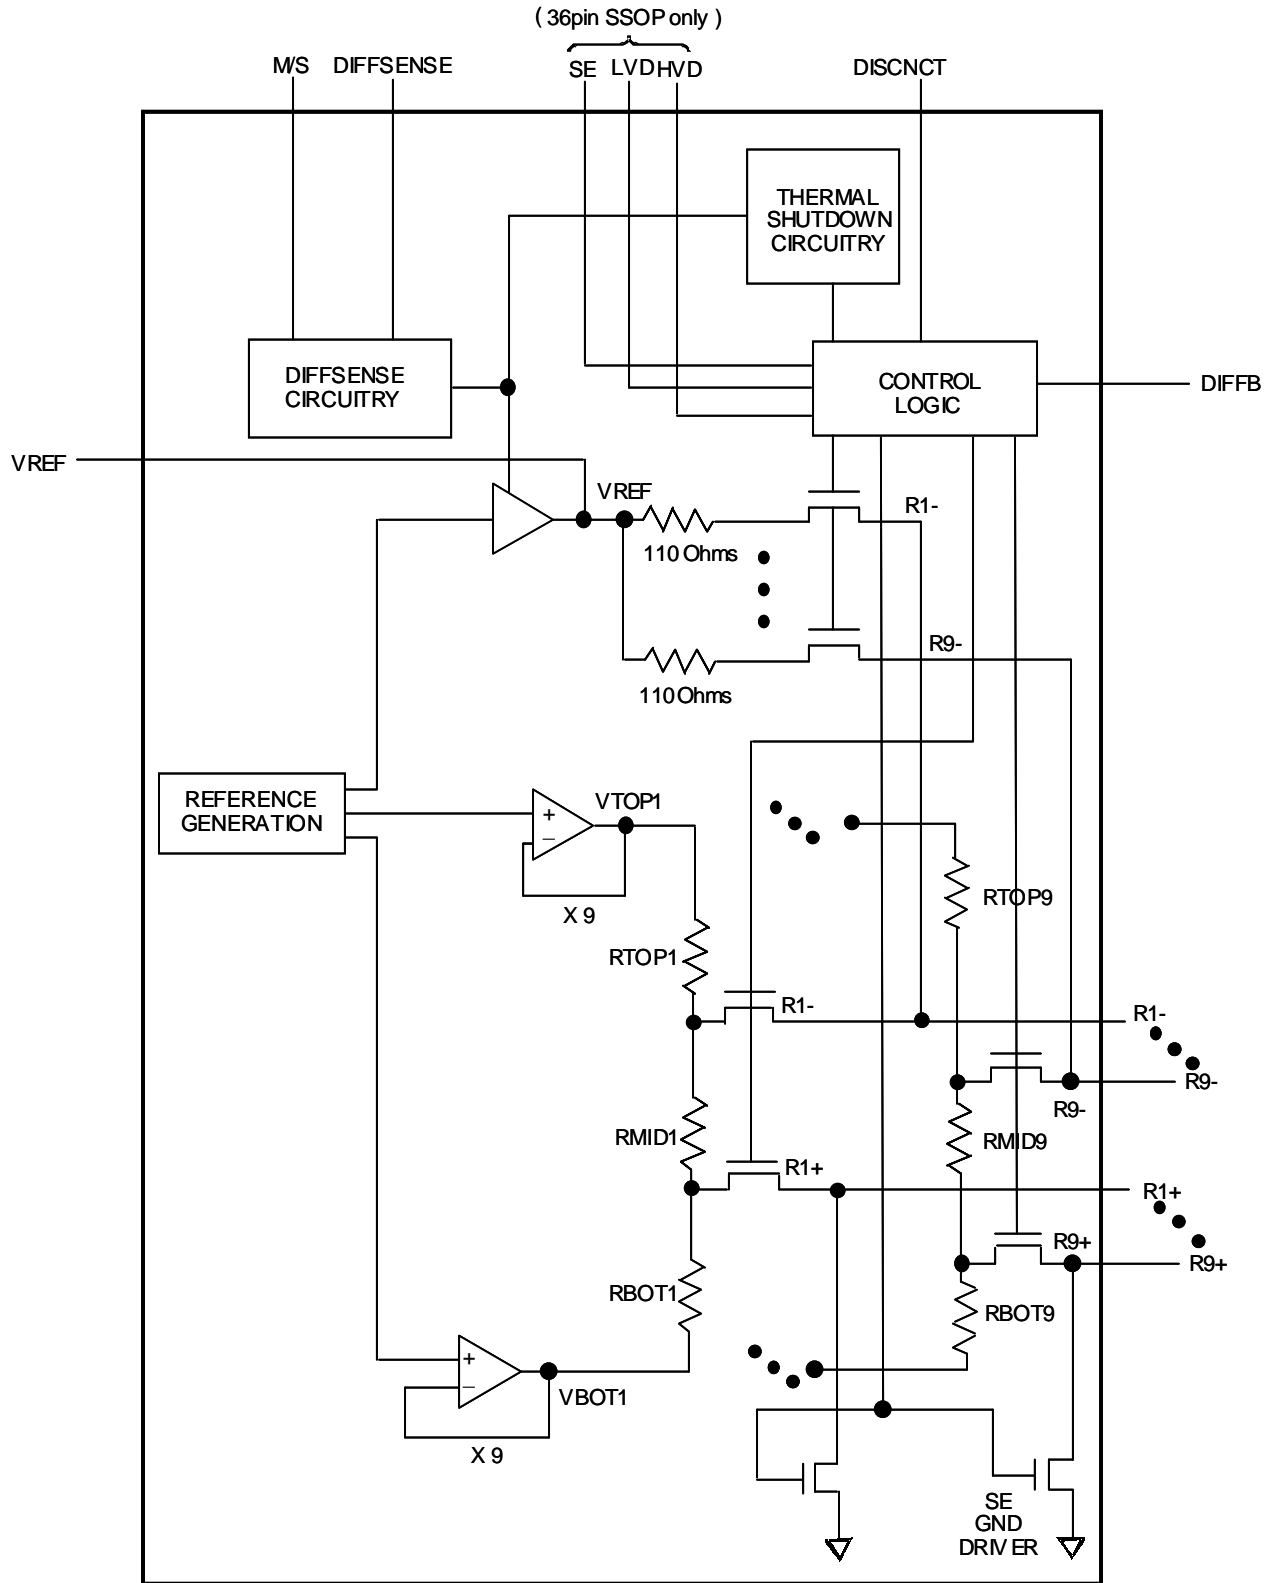 ( 36pin SSOP only )
M/S DIFFSENSE SE LVD HVD DISCNCT
THERMAL
SHUTDOWN
CIRCUITRY
DIFFSENSE
CIRCUITRY
CONTROL
LOGIC
DIFFB
VREF
VREF
R1-
110 Ohms
R9-
110 Ohms
REFERENCE
GENERATION
VTOP1
+
−
X 9
RTOP9
RTOP1
R1-
R1-
R9-
R9-
RMID1
RMID9
R1+
R1+
R9+
R9+
RBOT1
RBOT9
+
−
VBOT1
X 9
SE
GND
DRIVER